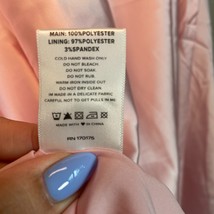 MAIN: 100%POLYESTER
LINING: 97%POLYESTER
3%SPANDEX
COLD HAND WASH ONLY
DO NOT BLEACH
DO NOT SOAK
DO NOT RUB
WARM IRON INSIDE OUT
DO NOT DRY CLEAN
IM MADE IN A DELICATE FABRIC
CAREFUL NOT TO GET PULLS I'M
MADE WITH ♥ IN CHINA